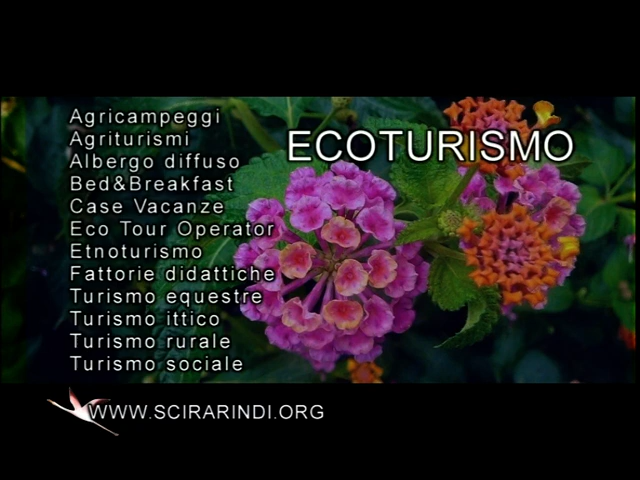 ECOTURISMO
Agricampeggi
Agriturismi
Albergo diffuso
Bed&Breakfast
Case Vacanze
Eco Tour Operator
Etnoturismo
Fattorie didattiche
Turismo equestre
Turismo ittico
Turismo rurale
Turismo sociale
WWW.SCIRARINDI.ORG